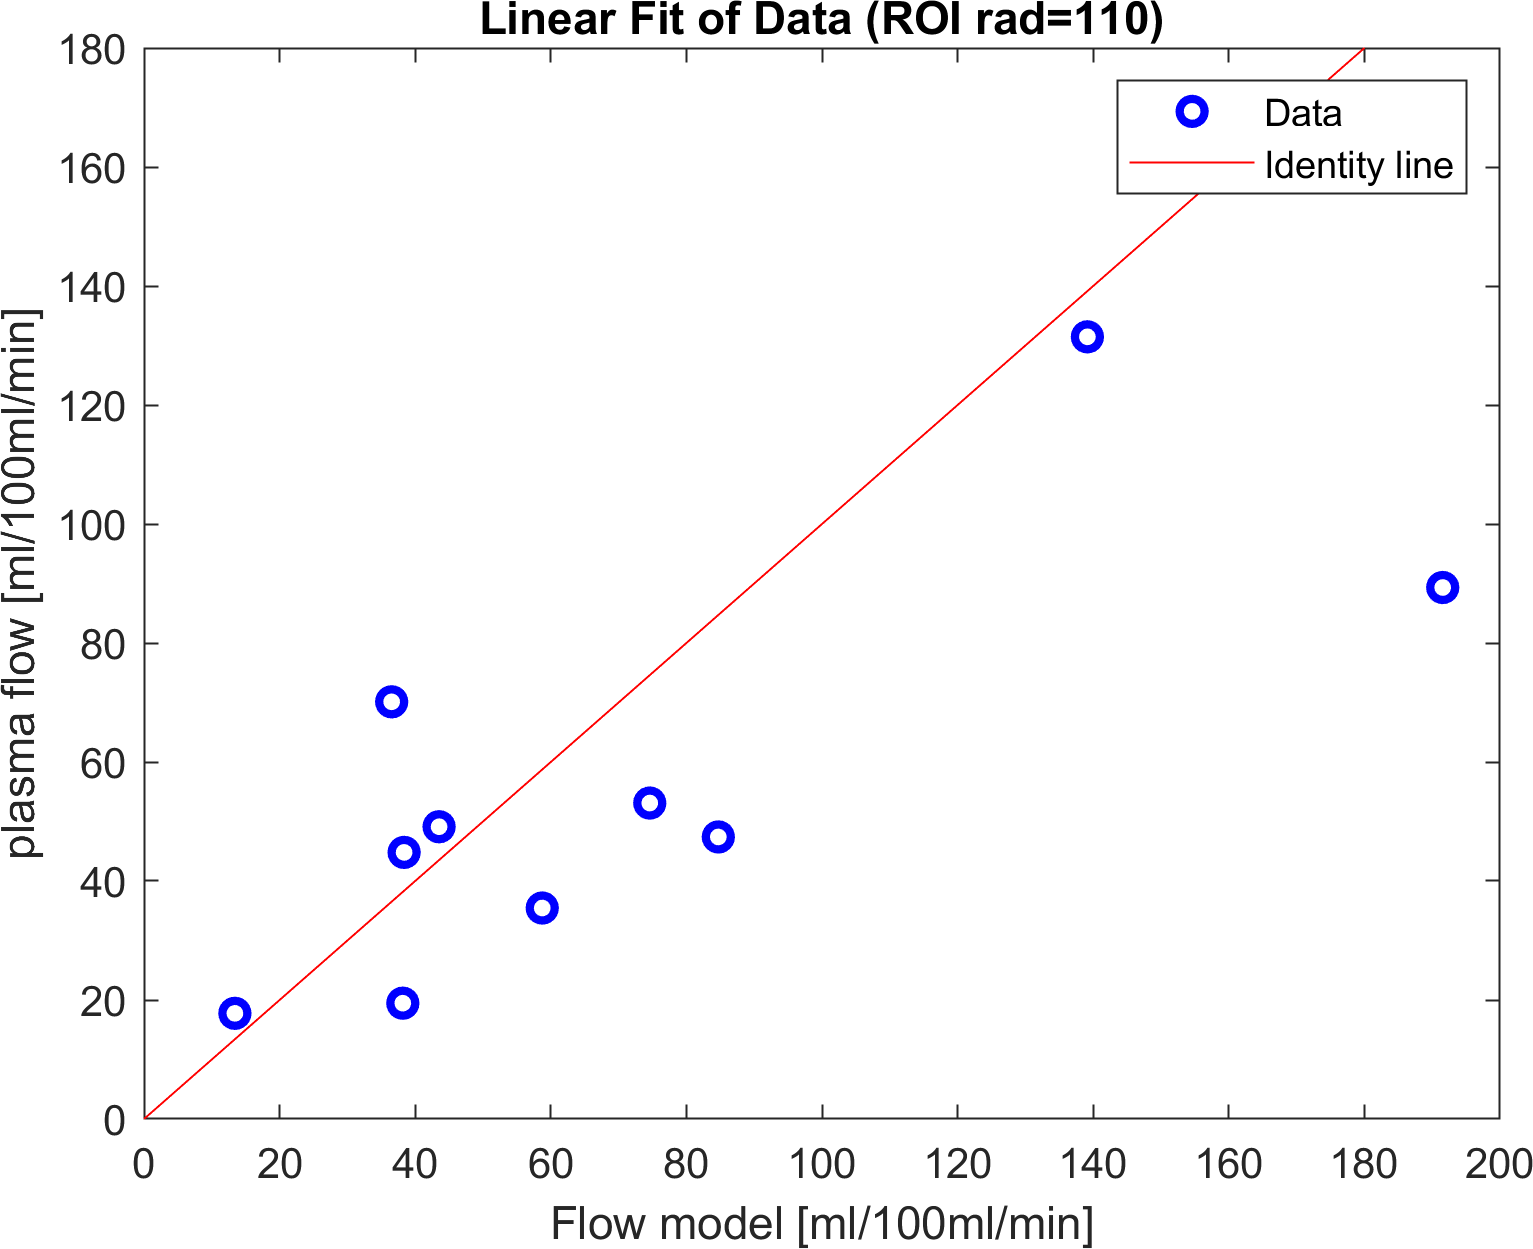 Linear Fit of Data (ROI rad=110)
180
160
140
120
100
80
60
40
20
0
plasma flow [ml/100ml/min]
Data
Identity line
0 20 40 60 80 100 120 140 160 180 200
Flow model [ml/100ml/min]